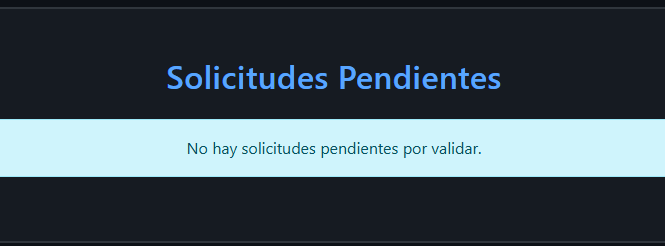 Solicitudes Pendientes
No hay solicitudes pendientes por validar.